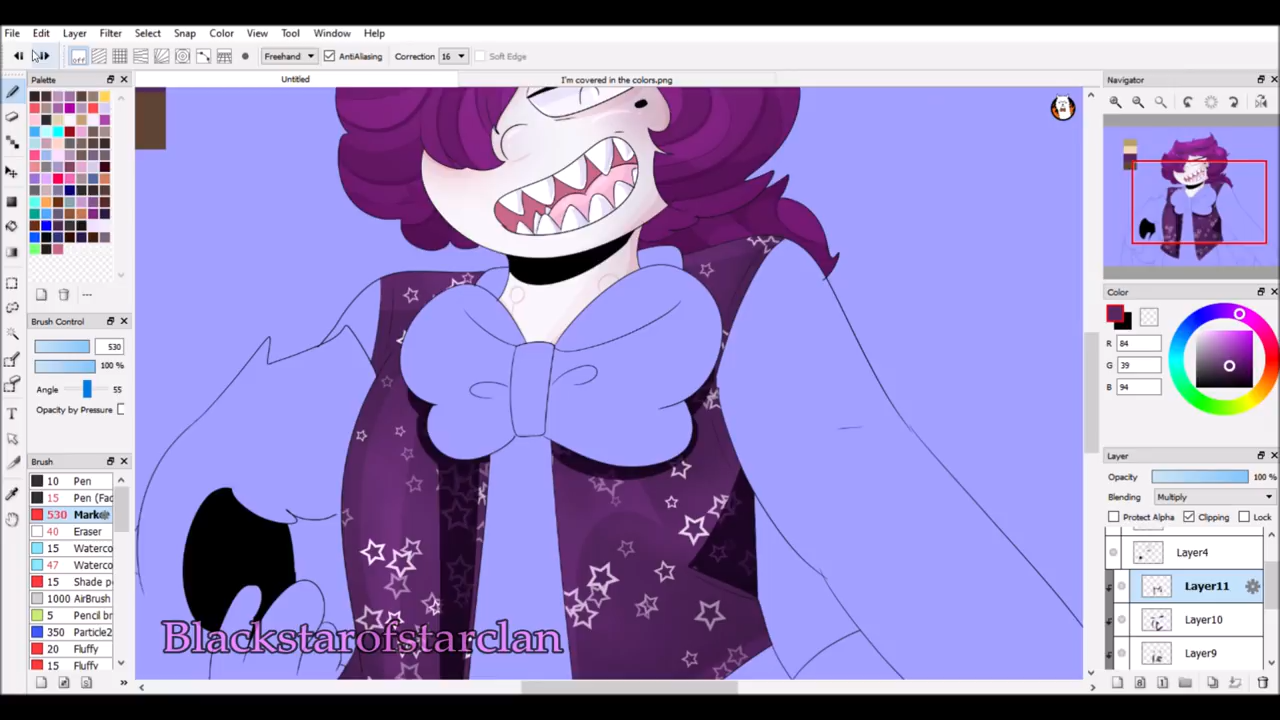 File Edit Layer Filter Select Snap Color View Tool Window Help
off Freehand AntiAliasing Correction 16 Soft Edge
Palette
Untitled
I'm covered in the colors.png
Navigator
Brush Control
530
100 %
Angle 55
Opacity by Pressure
Brush
10 Pen
15 Pen (Fad
530 Mark
40 Eraser
15 Waterco
47 Waterco
15 Shade p
1000 AirBrush
5 Pencil br
350 Particle2
20 Fluffy
15 Fluffy
Color
R 84
G 39
B 94
Layer
Opacity 100 %
Blending Multiply
Protect Alpha Clipping Lock
Layer4
Layer11
Layer10
Layer9
Blackstarofstarclan